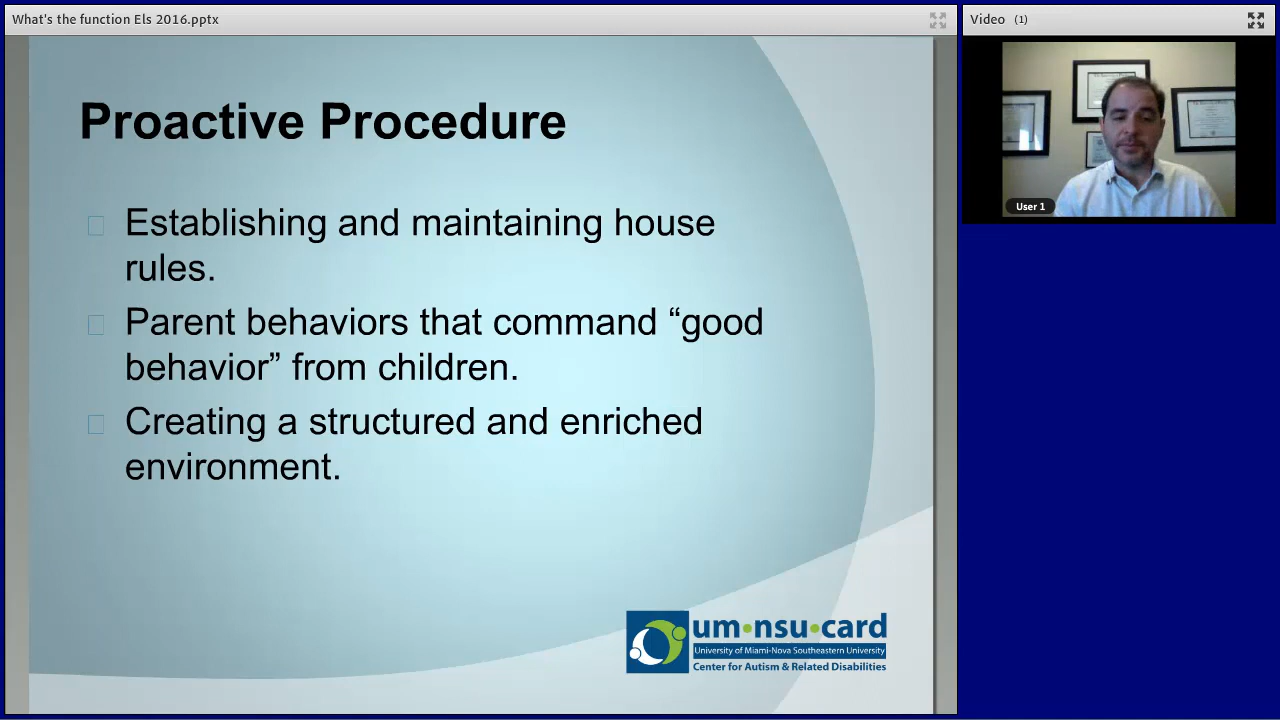 What's the function Els 2016.pptx
Video (1)
Proactive Procedure
Establishing and maintaining house
rules.
Parent behaviors that command “good
behavior” from children.
Creating a structured and enriched
environment.
User 1
um•nsu•card
University of Miami-Nova Southeastern University
Center for Autism & Related Disabilities